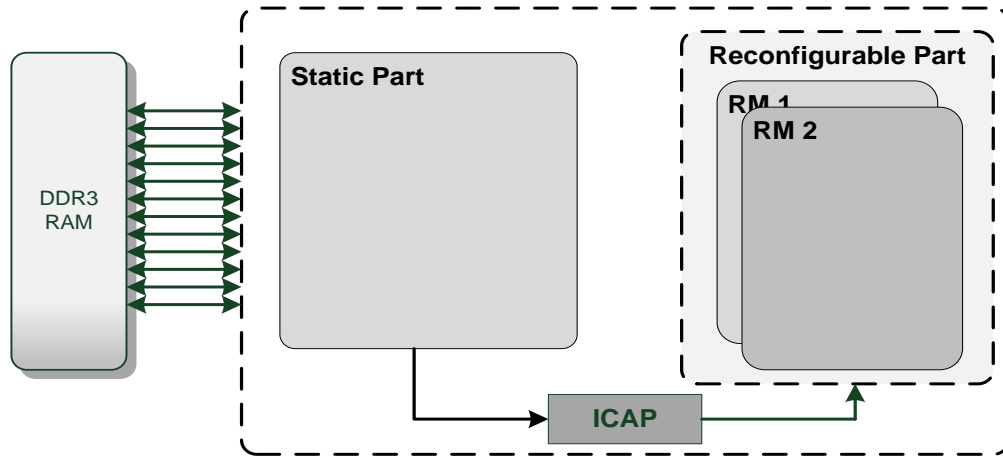 DDR3
RAM
Static Part
Reconfigurable Part
RM 1
RM 2
ICAP